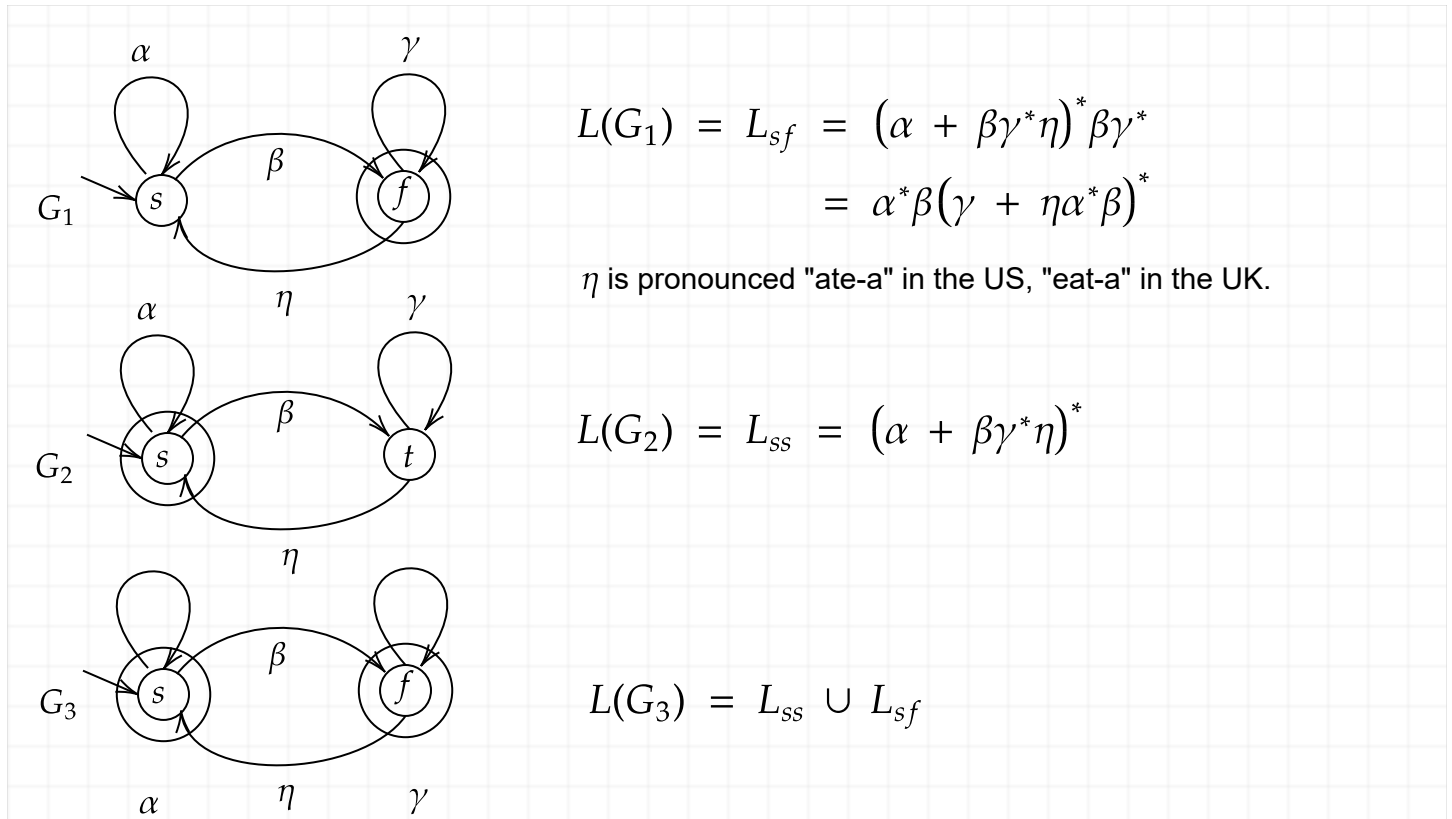 α γ
β
s f
G₁
η
L(G₁) = L_sf = (α + βγ*η)*βγ*
= α*β(γ + ηα*β)*
η is pronounced "ate-a" in the US, "eat-a" in the UK.
α γ
β
s t
G₂
η
L(G₂) = L_ss = (α + βγ*η)*
β
s f
G₃
L(G₃) = L_ss ∪ L_sf
α η γ